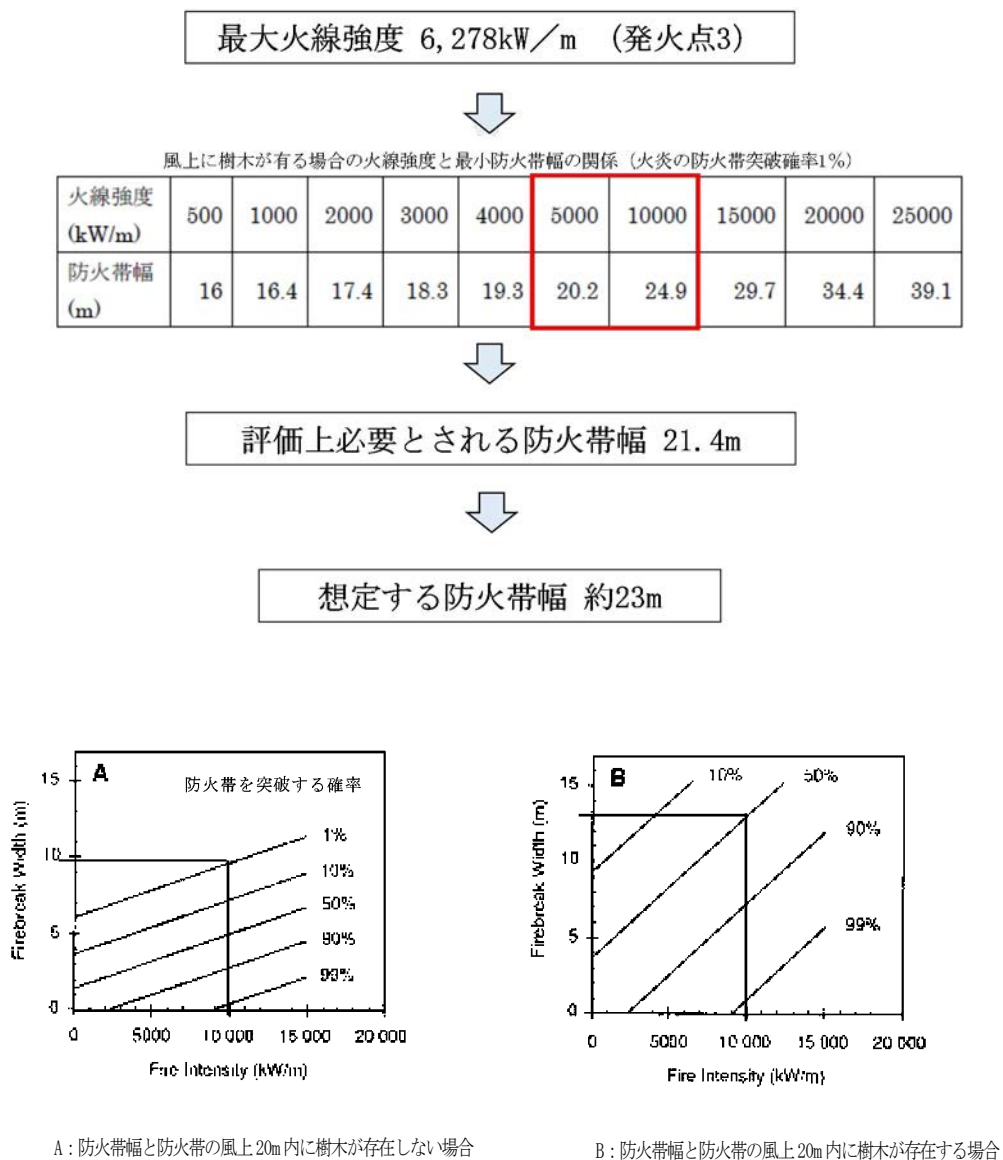 最大火線強度 6,278kW／m （発火点3）
風上に樹木が有る場合の火線強度と最小防火帯幅の関係（火炎の防火帯突破確率1%）
火線強度 (kW/m) 500 1000 2000 3000 4000 5000 10000 15000 20000 25000
防火帯幅 (m) 16 16.4 17.4 18.3 19.3 20.2 24.9 29.7 34.4 39.1
評価上必要とされる防火帯幅 21.4m
想定する防火帯幅 約23m
A
防火帯を突破する確率
15
10
5
0
1%
10%
50%
90%
99%
0 5000 10 000 15 000 20 000
Firebreak Width (m)
Fire Intensity (kW/m)
B
15
10
5
0
10%
50%
90%
99%
0 5000 10 000 15 000 20 000
Firebreak Width (m)
Fire Intensity (kW/m)
A：防火帯幅と防火帯の風上20m内に樹木が存在しない場合
B：防火帯幅と防火帯の風上20m内に樹木が存在する場合